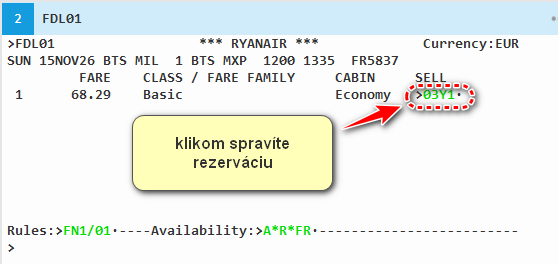 2 FDL01
>FDL01 *** RYANAIR *** Currency:EUR
SUN 15NOV26 BTS MIL 1 BTS MXP 1200 1335 FR5837
FARE CLASS / FARE FAMILY CABIN SELL
1 68.29 Basic Economy >03Y1·
klikom spravíte
rezerváciu
Rules:>FN1/01·----Availability:>A*R*FR·-------------------------
>